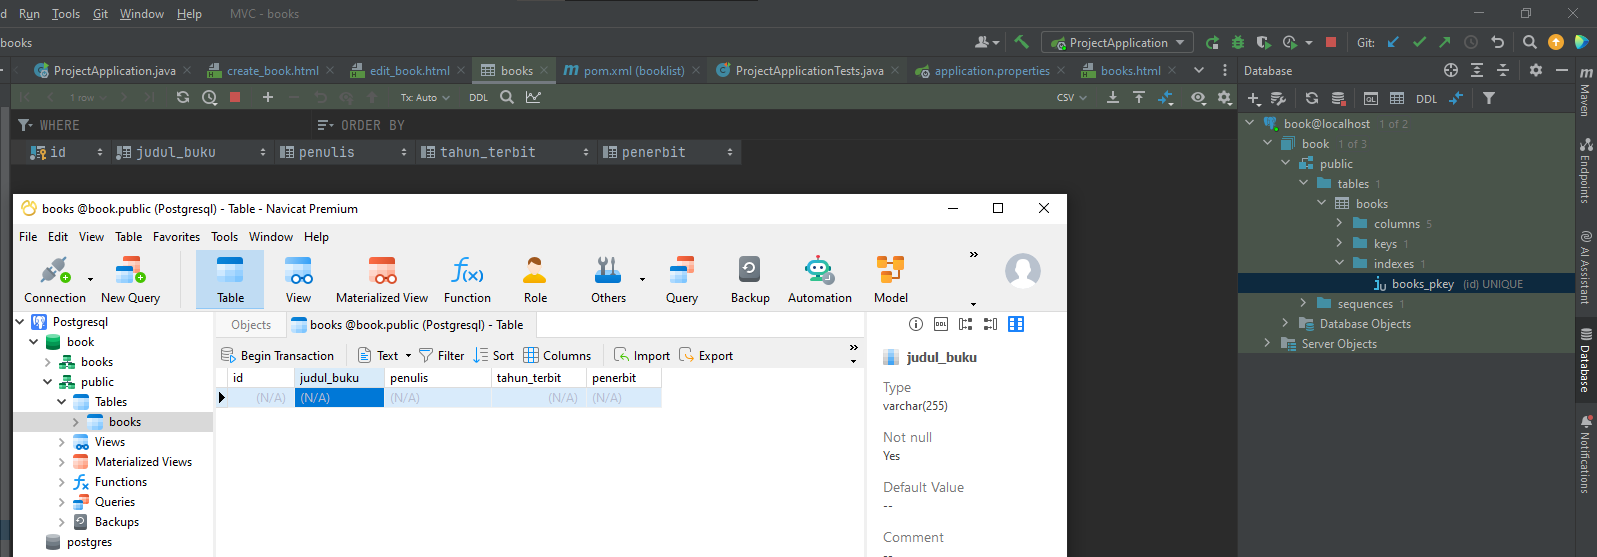 d Run Tools Git Window Help MVC - books
books ProjectApplication Git:
ProjectApplication.java create_book.html edit_book.html books pom.xml (booklist) ProjectApplicationTests.java application.properties books.html
1 row Tx: Auto DDL CSV
WHERE ORDER BY
id judul_buku penulis tahun_terbit penerbit
books @book.public (Postgresql) - Table - Navicat Premium
File Edit View Table Favorites Tools Window Help
Connection New Query Table View Materialized View Function Role Others Query Backup Automation Model
Postgresql
book
books
public
Tables
books
Views
Materialized Views
Functions
Queries
Backups
postgres
Objects books @book.public (Postgresql) - Table
Begin Transaction Text Filter Sort Columns Import Export
id judul_buku penulis tahun_terbit penerbit
(N/A) (N/A) (N/A) (N/A) (N/A)
DDL
judul_buku
Type
varchar(255)
Not null
Yes
Default Value
--
Comment
--
Database
QL DDL
book@localhost 1 of 2
book 1 of 3
public
tables 1
books
columns 5
keys 1
indexes 1
books_pkey (id) UNIQUE
sequences 1
Database Objects
Server Objects
Maven
Endpoints
AI Assistant
Database
Notifications